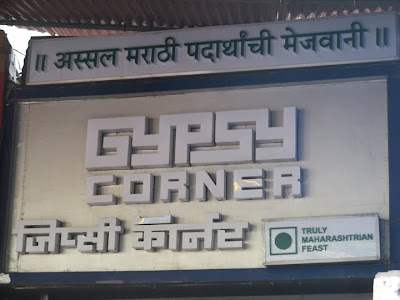 ॥ अस्सल मराठी पदार्थांची मेजवानी ॥
GYPSY
CORNER
जिप्सी कॉर्नर
TRULY
MAHARASHTRIAN
FEAST